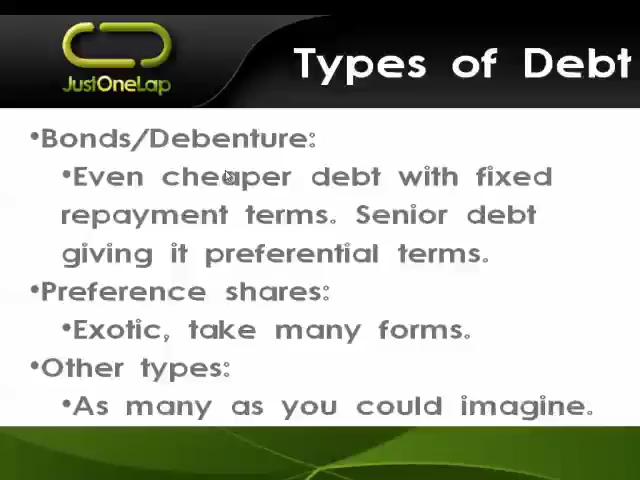 JustOneLap
Types of Debt
•Bonds/Debenture:
•Even cheaper debt with fixed
repayment terms. Senior debt
giving it preferential terms.
•Preference shares:
•Exotic, take many forms.
•Other types:
•As many as you could imagine.